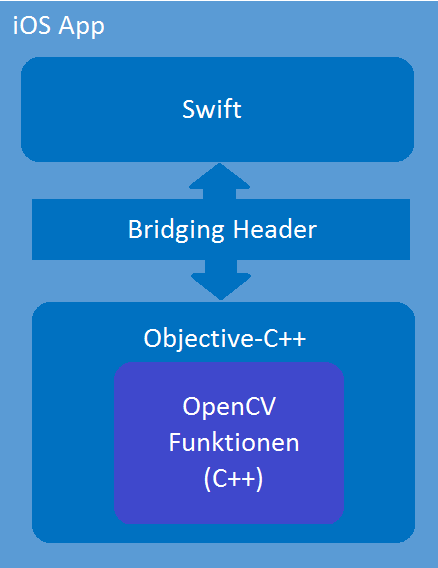 iOS App
Swift
Bridging Header
Objective-C++
OpenCV
Funktionen
(C++)